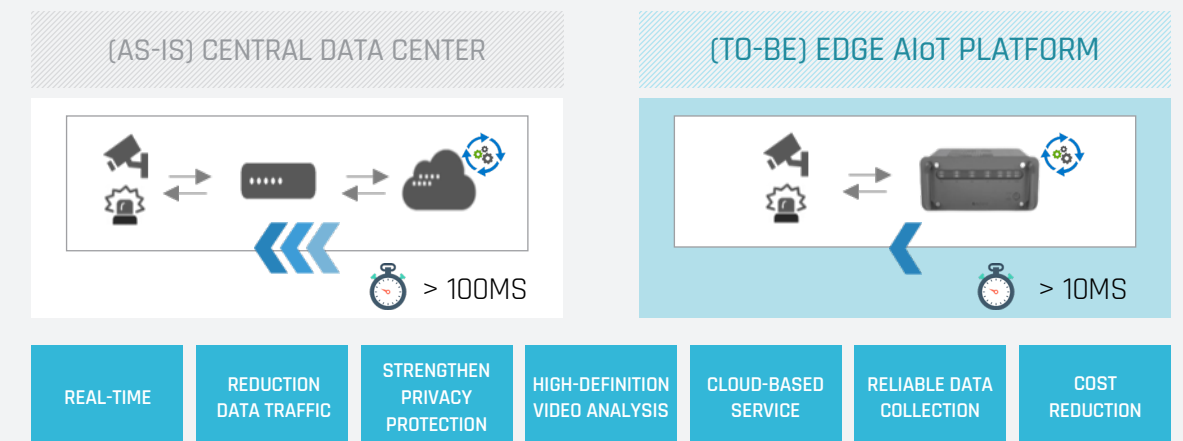 (AS-IS) CENTRAL DATA CENTER
(TO-BE) EDGE AIoT PLATFORM
> 100MS
> 10MS
REAL-TIME
REDUCTION
DATA TRAFFIC
STRENGTHEN
PRIVACY
PROTECTION
HIGH-DEFINITION
VIDEO ANALYSIS
CLOUD-BASED
SERVICE
RELIABLE DATA
COLLECTION
COST
REDUCTION